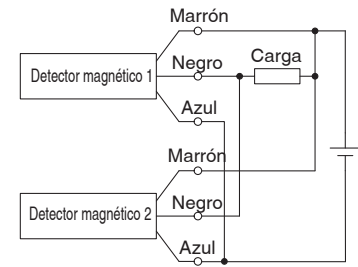 Marrón
Detector magnético 1
Negro
Carga
Azul
Marrón
Detector magnético 2
Negro
Azul